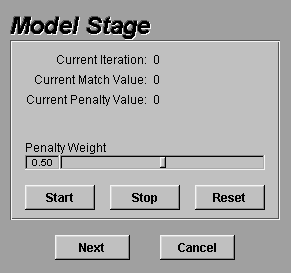 Model Stage
Current Iteration: 0
Current Match Value: 0
Current Penalty Value: 0
Penalty Weight
0.50
Start Stop Reset
Next Cancel